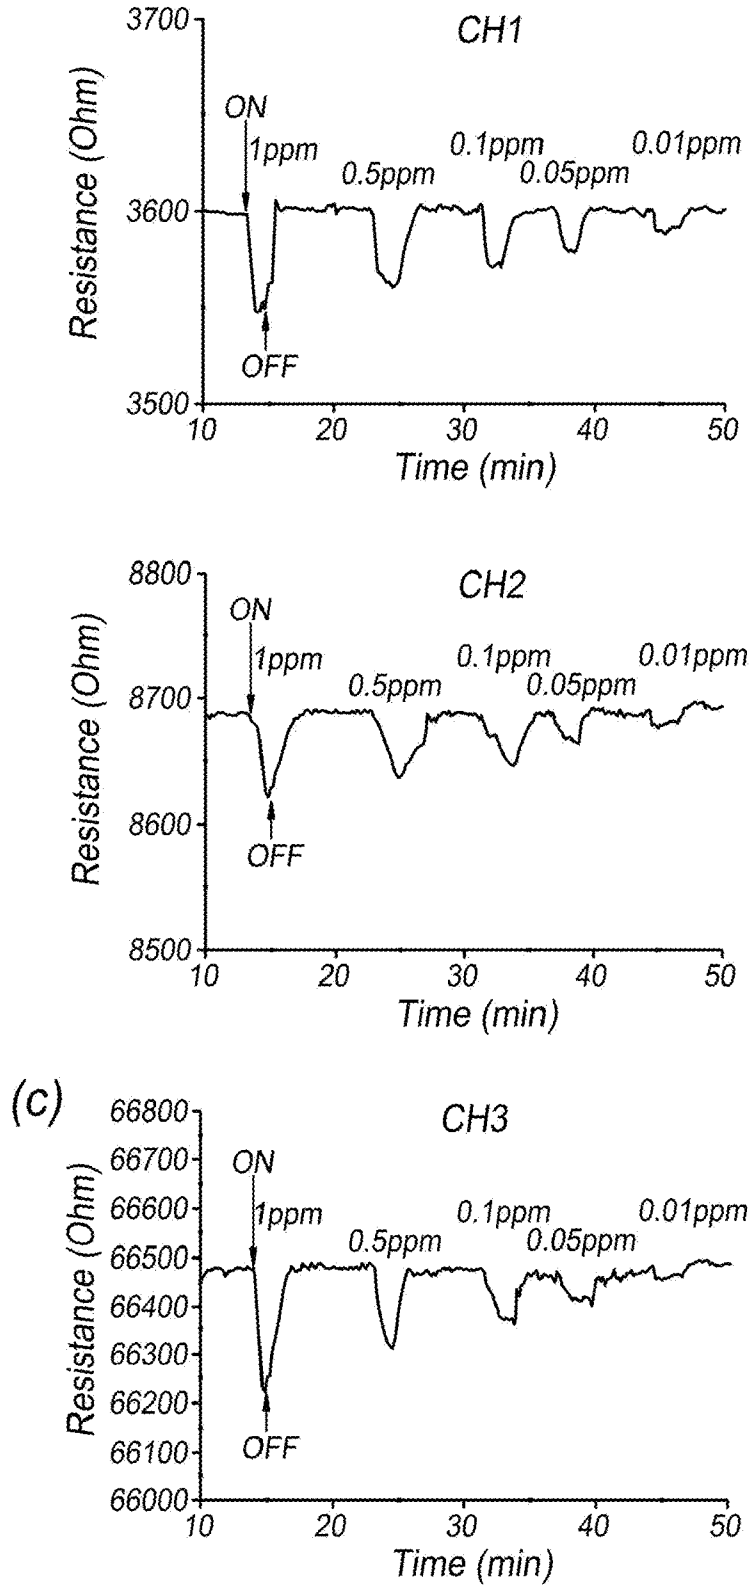 3700
CH1
ON
1ppm
0.5ppm
0.1ppm
0.05ppm
0.01ppm
Resistance (Ohm)
3600
OFF
3500
10 20 30 40 50
Time (min)
8800
CH2
ON
1ppm
0.5ppm
0.1ppm
0.05ppm
0.01ppm
Resistance (Ohm)
8700
8600
OFF
8500
10 20 30 40 50
Time (min)
(c)
66800
CH3
66700
ON
66600
1ppm
0.5ppm
0.1ppm
0.05ppm
0.01ppm
Resistance (Ohm)
66500
66400
66300
66200
66100
OFF
66000
10 20 30 40 50
Time (min)